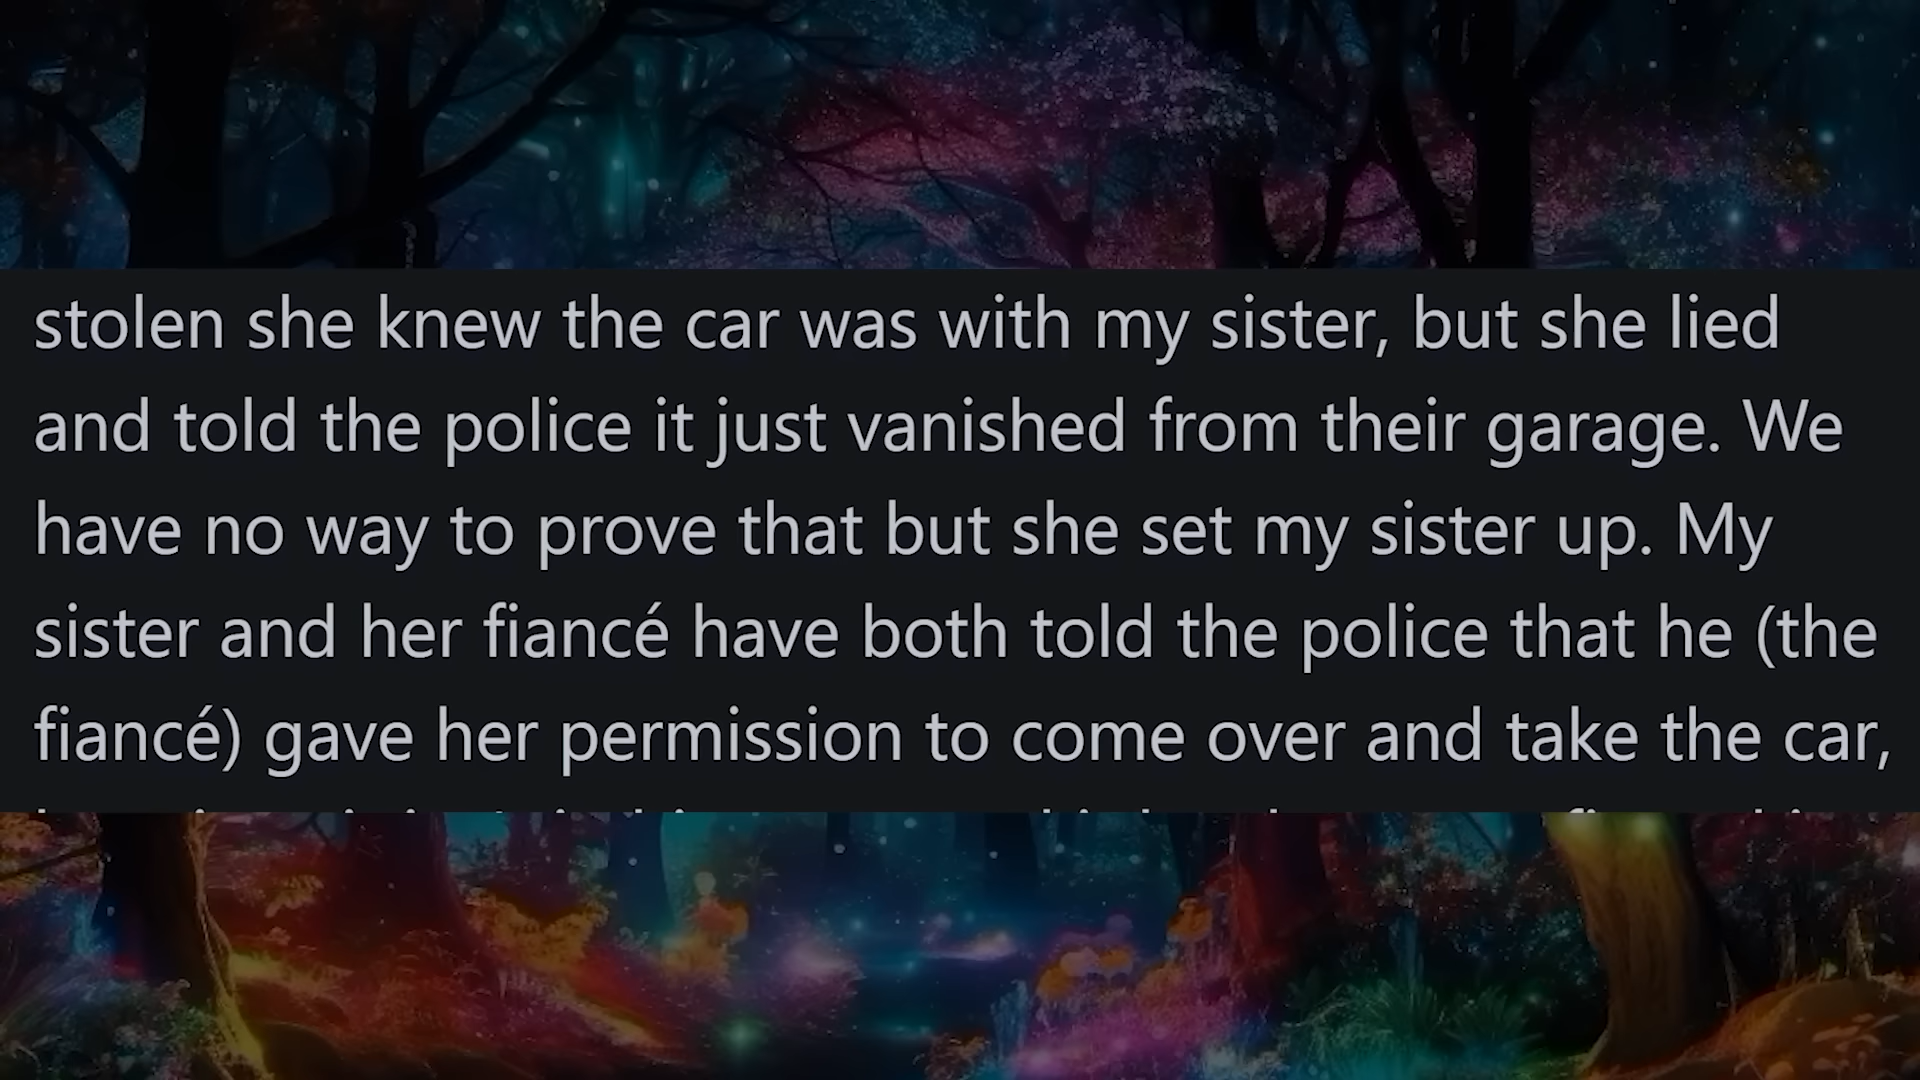 stolen she knew the car was with my sister, but she lied
and told the police it just vanished from their garage. We
have no way to prove that but she set my sister up. My
sister and her fiancé have both told the police that he (the
fiancé) gave her permission to come over and take the car,